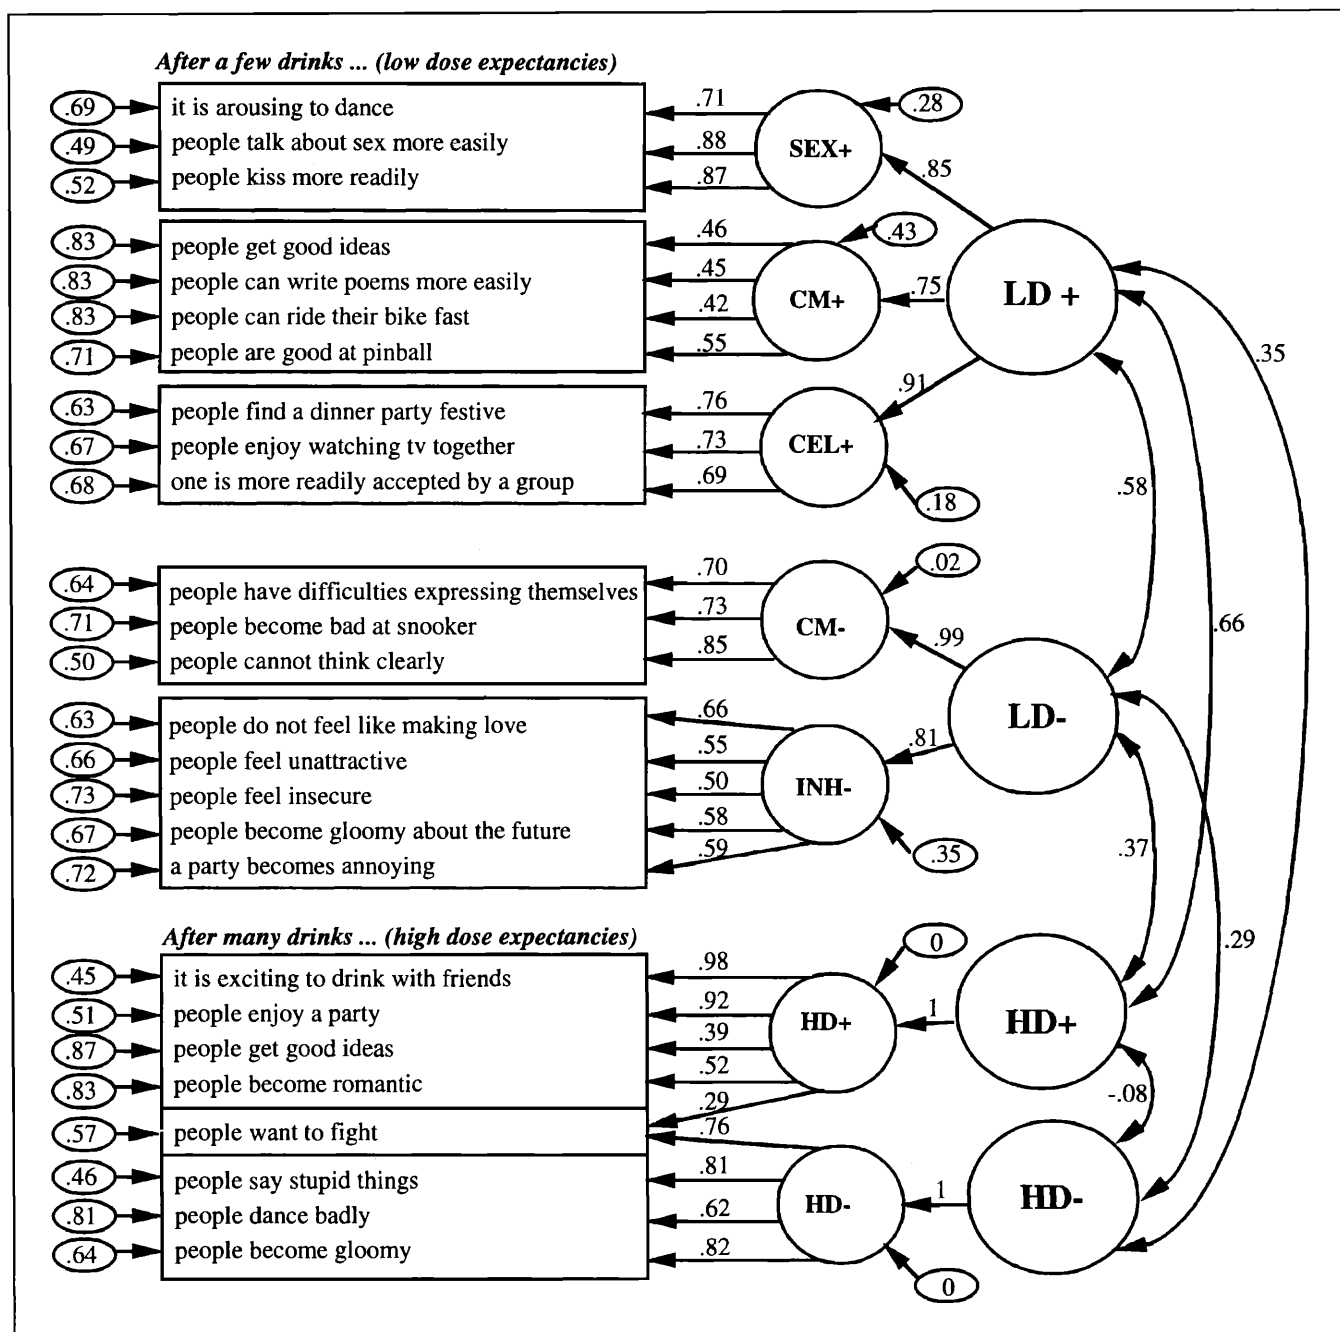 After a few drinks ... (low dose expectancies)
.69 it is arousing to dance .71 SEX+ .28
.49 people talk about sex more easily .88
.52 people kiss more readily .87 .85
.83 people get good ideas .46 CM+ .43
.83 people can write poems more easily .45 .75 LD +
.83 people can ride their bike fast .42
.71 people are good at pinball .55 .35
.63 people find a dinner party festive .76 CEL+ .91
.67 people enjoy watching tv together .73
.68 one is more readily accepted by a group .69 .18 .58
.64 people have difficulties expressing themselves .70 CM- .02
.71 people become bad at snooker .73 .99 .66
.50 people cannot think clearly .85
.63 people do not feel like making love .66 INH- LD-
.66 people feel unattractive .55 .81
.73 people feel insecure .50
.67 people become gloomy about the future .58 .37
.72 a party becomes annoying .59 .35
After many drinks ... (high dose expectancies)
.45 it is exciting to drink with friends .98 0 .29
.51 people enjoy a party .92 HD+ 1 HD+
.87 people get good ideas .39
.83 people become romantic .52 -.08
.57 people want to fight .29 .76
.46 people say stupid things .81 HD- 1 HD-
.81 people dance badly .62
.64 people become gloomy .82 0